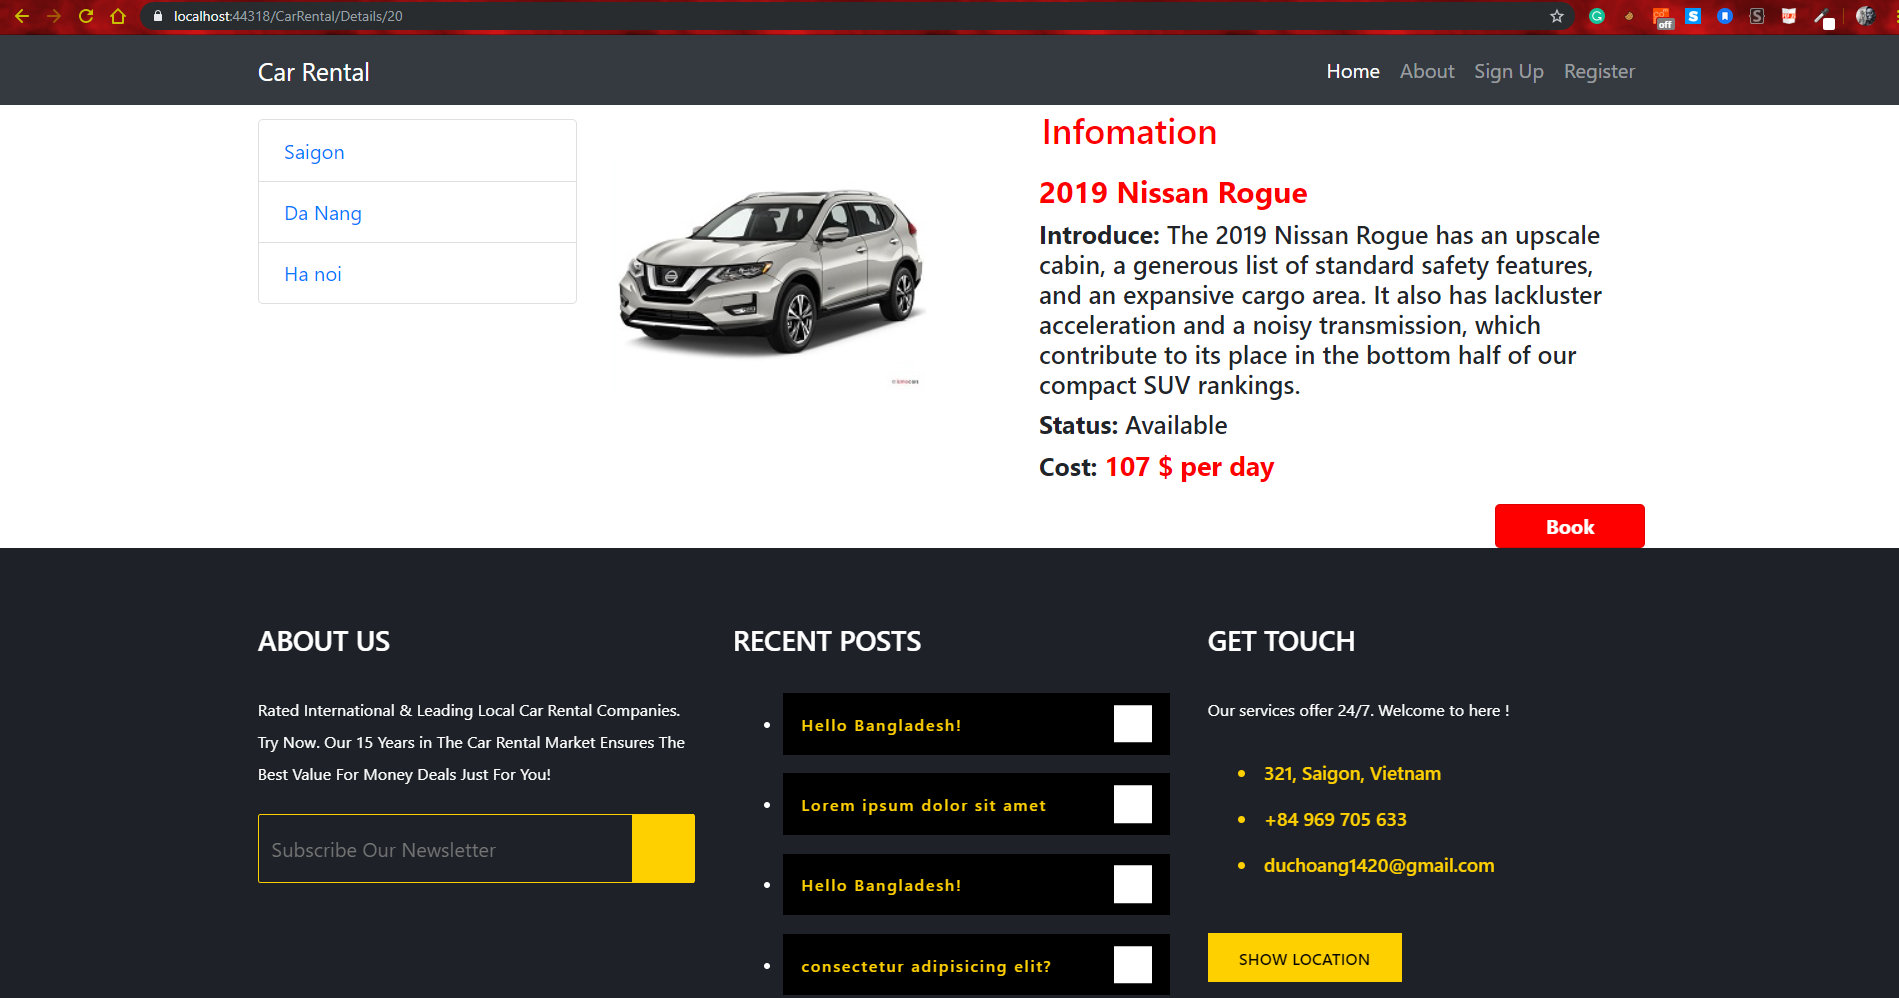 localhost:44318/CarRental/Details/20
off
Car Rental
Home About Sign Up Register
Saigon
Da Nang
Ha noi
Infomation
2019 Nissan Rogue
Introduce: The 2019 Nissan Rogue has an upscale
cabin, a generous list of standard safety features,
and an expansive cargo area. It also has lackluster
acceleration and a noisy transmission, which
contribute to its place in the bottom half of our
compact SUV rankings.
Status: Available
Cost: 107 $ per day
Book
ABOUT US
Rated International & Leading Local Car Rental Companies.
Try Now. Our 15 Years in The Car Rental Market Ensures The
Best Value For Money Deals Just For You!
Subscribe Our Newsletter
RECENT POSTS
Hello Bangladesh!
Lorem ipsum dolor sit amet
Hello Bangladesh!
consectetur adipisicing elit?
GET TOUCH
Our services offer 24/7. Welcome to here !
321, Saigon, Vietnam
+84 969 705 633
duchoang1420@gmail.com
SHOW LOCATION